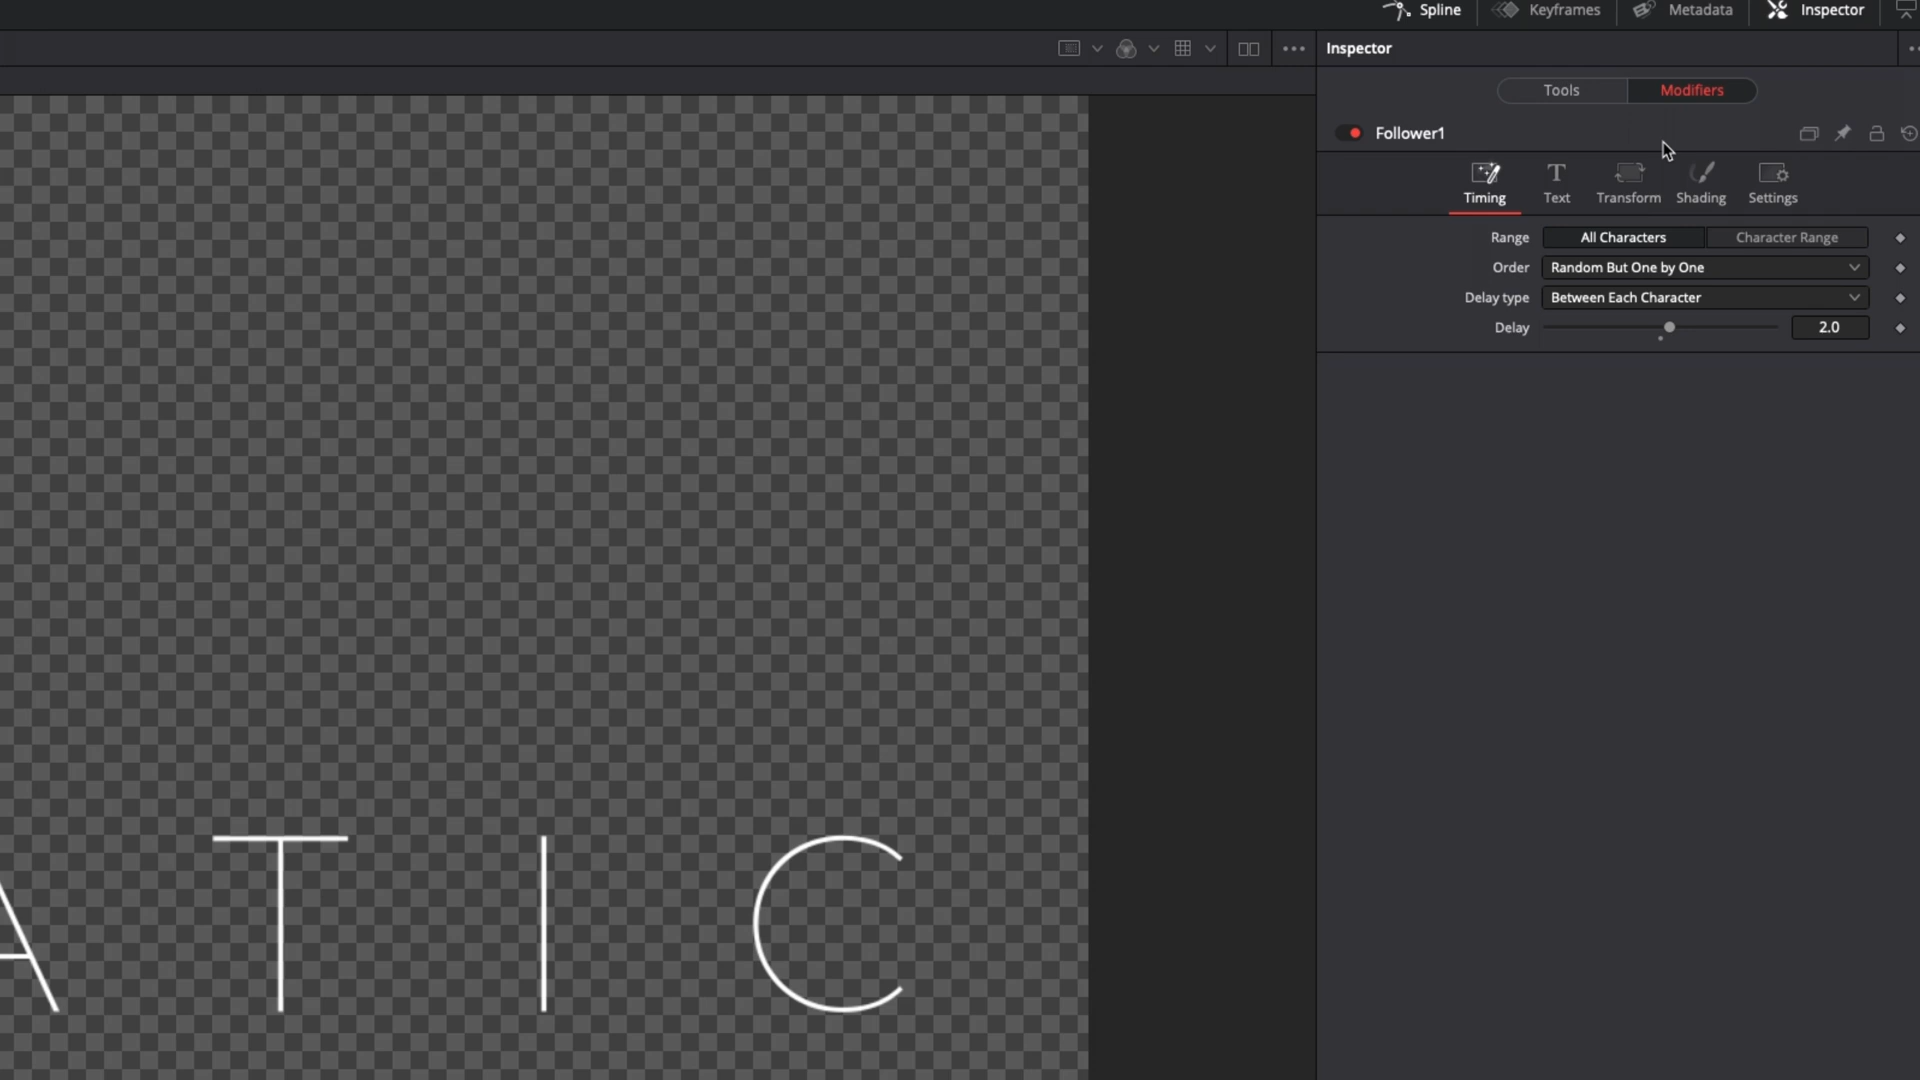 Spline Keyframes Metadata Inspector
Inspector
Tools Modifiers
Follower1
Timing Text Transform Shading Settings
Range All Characters Character Range
Order Random But One by One
Delay type Between Each Character
Delay 2.0
A T I C